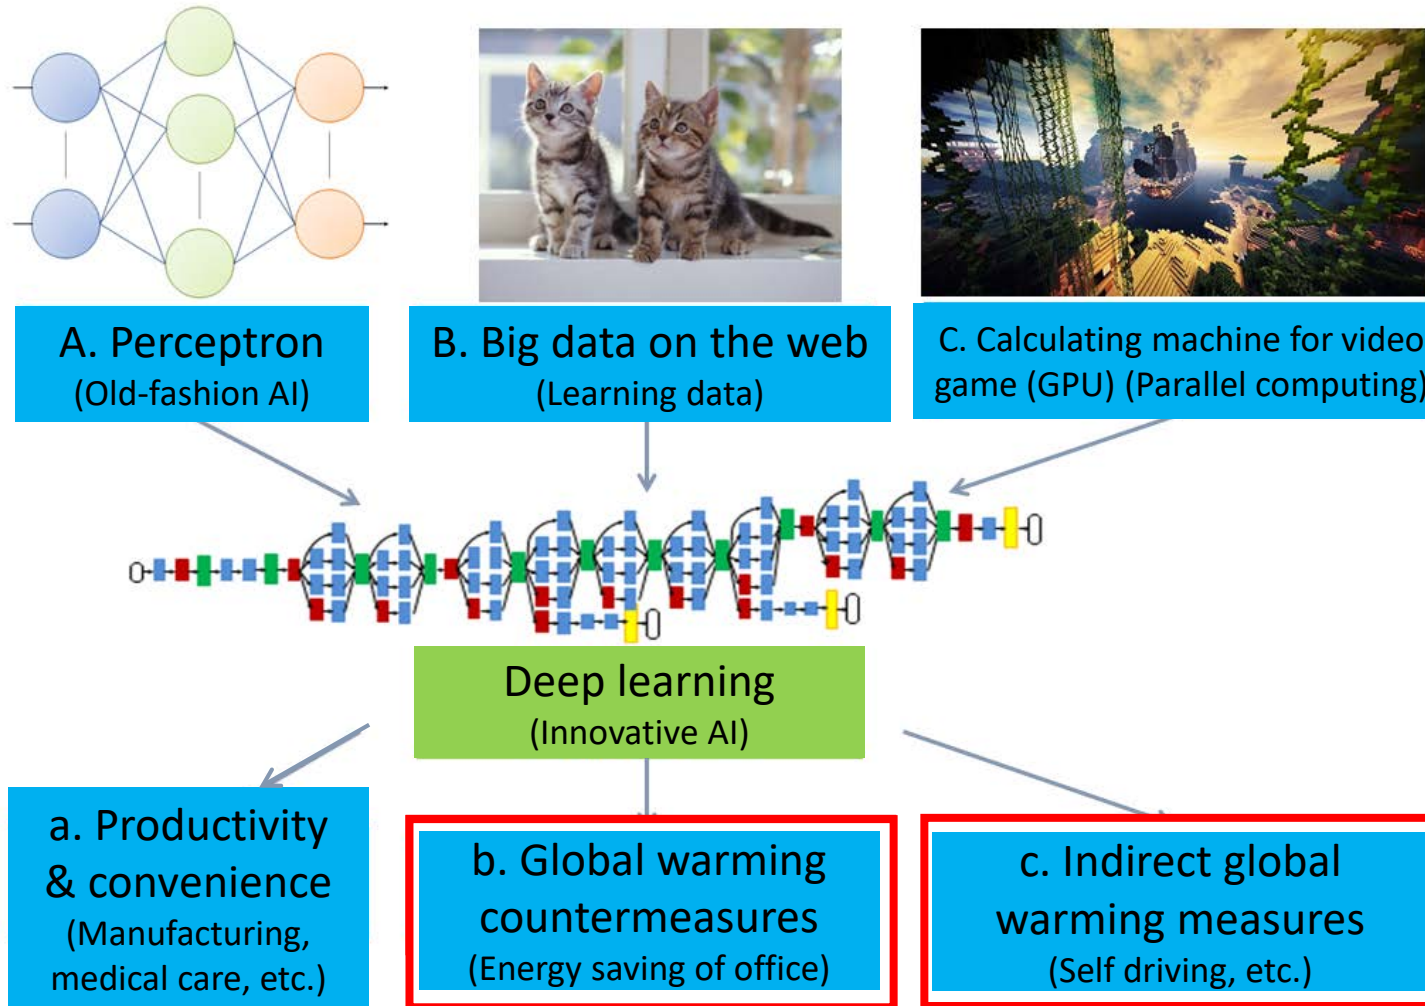 A. Perceptron
(Old-fashion AI)
B. Big data on the web
(Learning data)
C. Calculating machine for video
game (GPU) (Parallel computing)
Deep learning
(Innovative AI)
a. Productivity
& convenience
(Manufacturing,
medical care, etc.)
b. Global warming
countermeasures
(Energy saving of office)
c. Indirect global
warming measures
(Self driving, etc.)